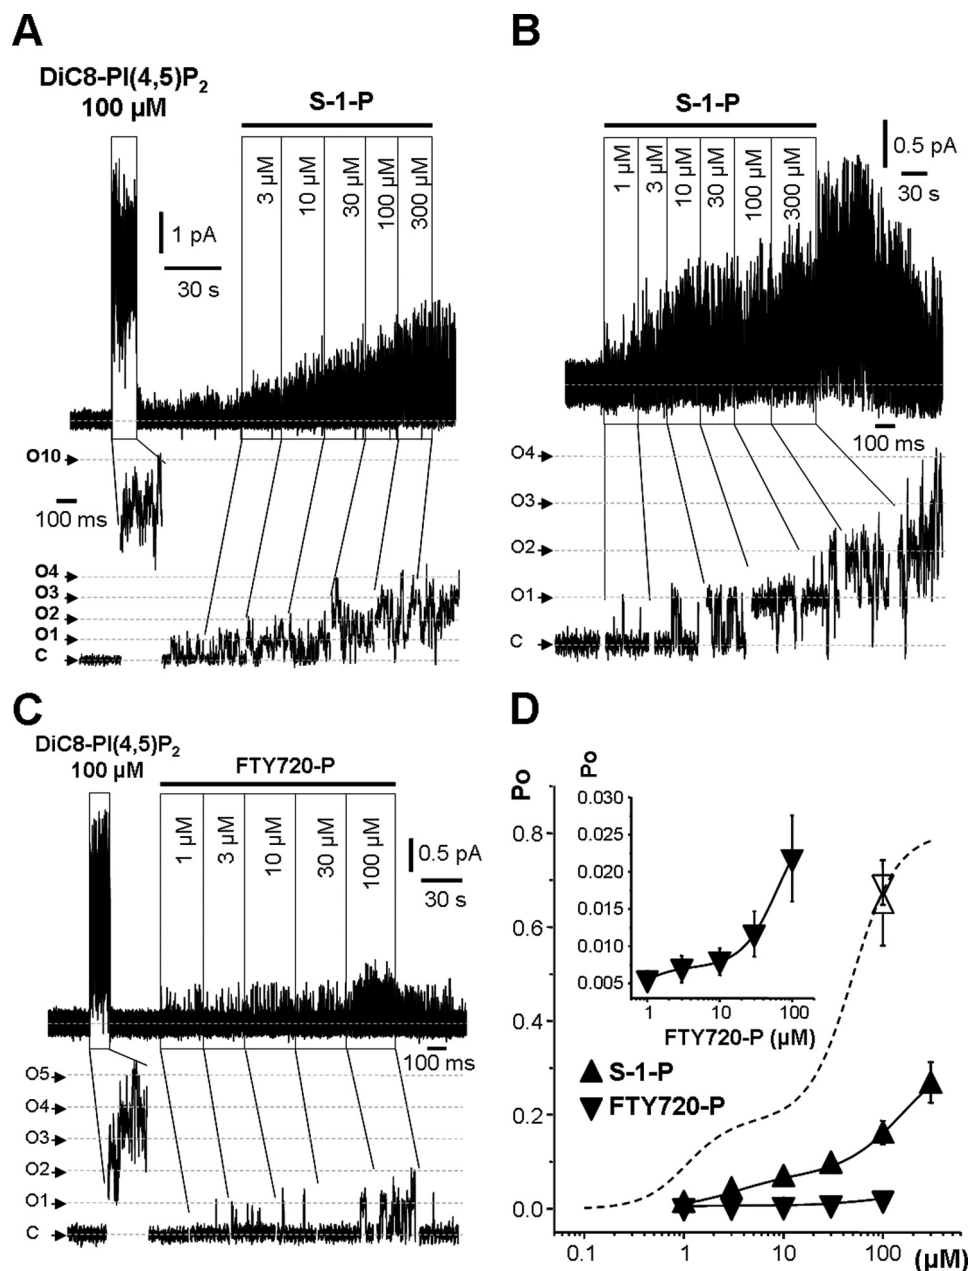 A
DiC8-PI(4,5)P2
100 µM
S-1-P
3 µM
10 µM
30 µM
100 µM
300 µM
1 pA
30 s
O10
100 ms
O4
O3
O2
O1
C
B
S-1-P
1 µM
3 µM
10 µM
30 µM
100 µM
300 µM
0.5 pA
30 s
100 ms
O4
O3
O2
O1
C
C
DiC8-PI(4,5)P2
100 µM
FTY720-P
1 µM
3 µM
10 µM
30 µM
100 µM
0.5 pA
30 s
100 ms
O5
O4
O3
O2
O1
C
D
Po
0.8
0.6
0.4
0.2
0.0
0.1
1
10
100
(µM)
Po
0.030
0.025
0.020
0.015
0.010
0.005
1
10
100
FTY720-P (µM)
S-1-P
FTY720-P